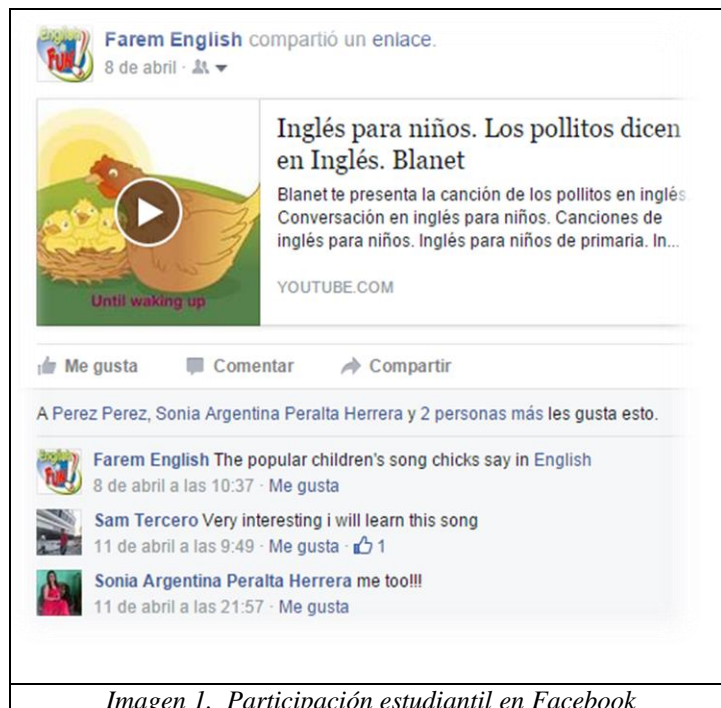 English
FUN!
Farem English compartió un enlace.
8 de abril ·
Until waking up
Inglés para niños. Los pollitos dicen
en Inglés. Blanet
Blanet te presenta la canción de los pollitos en inglés.
Conversación en inglés para niños. Canciones de
inglés para niños. Inglés para niños de primaria. In...
YOUTUBE.COM
Me gusta Comentar Compartir
A Perez Perez, Sonia Argentina Peralta Herrera y 2 personas más les gusta esto.
English
FUN!
Farem English The popular children's song chicks say in English
8 de abril a las 10:37 · Me gusta
Sam Tercero Very interesting i will learn this song
11 de abril a las 9:49 · Me gusta · 1
Sonia Argentina Peralta Herrera me too!!!
11 de abril a las 21:57 · Me gusta
Imagen 1. Participación estudiantil en Facebook